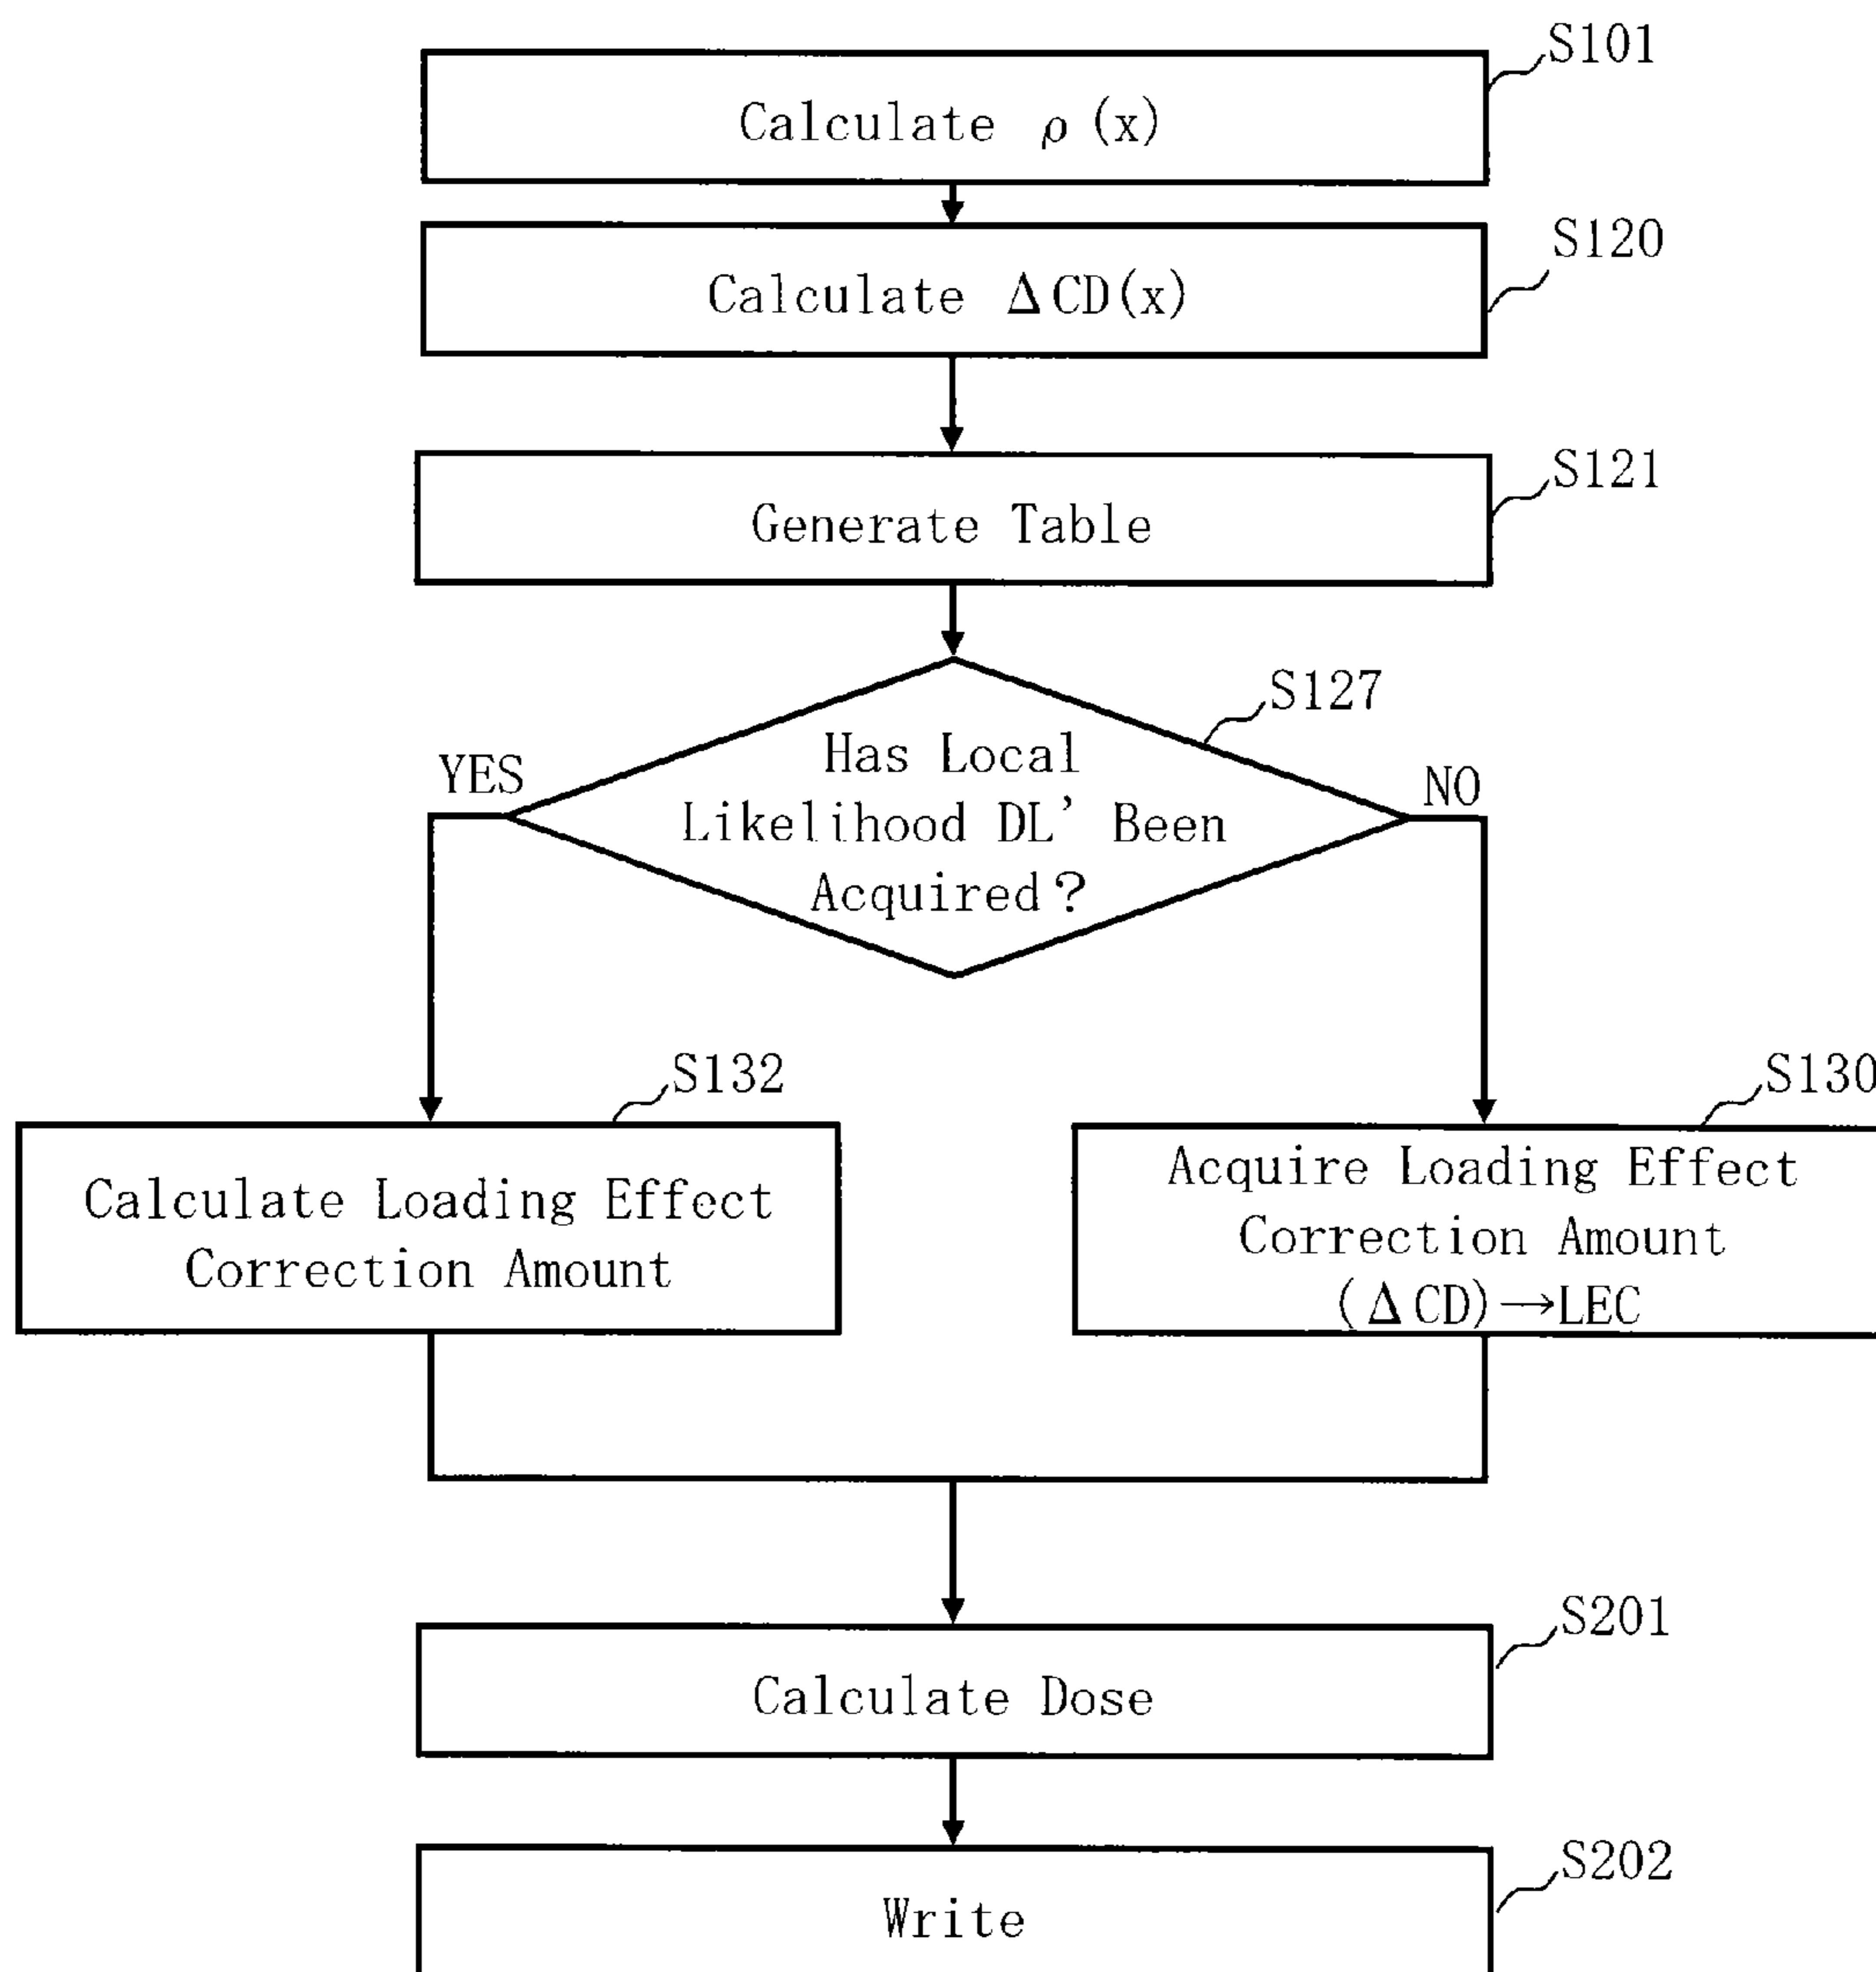 S101
Calculate ρ(x)
S120
Calculate ΔCD(x)
S121
Generate Table
S127
Has Local
Likelihood DL' Been
Acquired?
YES
NO
S132
Calculate Loading Effect
Correction Amount
S130
Acquire Loading Effect
Correction Amount
(ΔCD)→LEC
S201
Calculate Dose
S202
Write